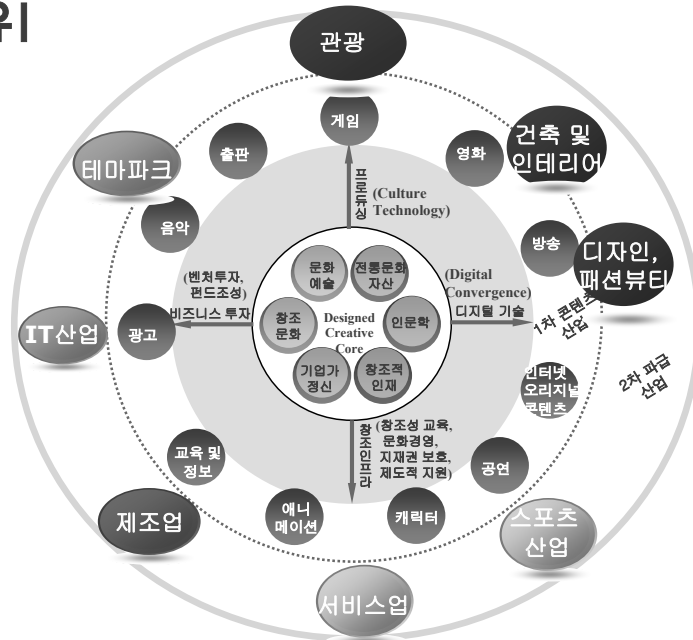 위
관광
게임
출판
영화
건축 및
인테리어
테마파크
음악
프로듀싱
(Culture
Technology)
방송
디자인,
패션뷰티
(벤처투자,
펀드조성)
비즈니스 투자
문화
예술
전통문화
자산
(Digital
Convergence)
디지털 기술
1차 콘텐츠
산업
IT산업
광고
창조
문화
Designed
Creative
Core
인문학
기업가
정신
창조적
인재
2차 파급
산업
인터넷
오리지널
콘텐츠
창조인프라
(창조성 교육,
문화경영,
지재권 보호,
제도적 지원)
교육 및
정보
공연
제조업
애니
메이션
캐릭터
스포츠
산업
서비스업